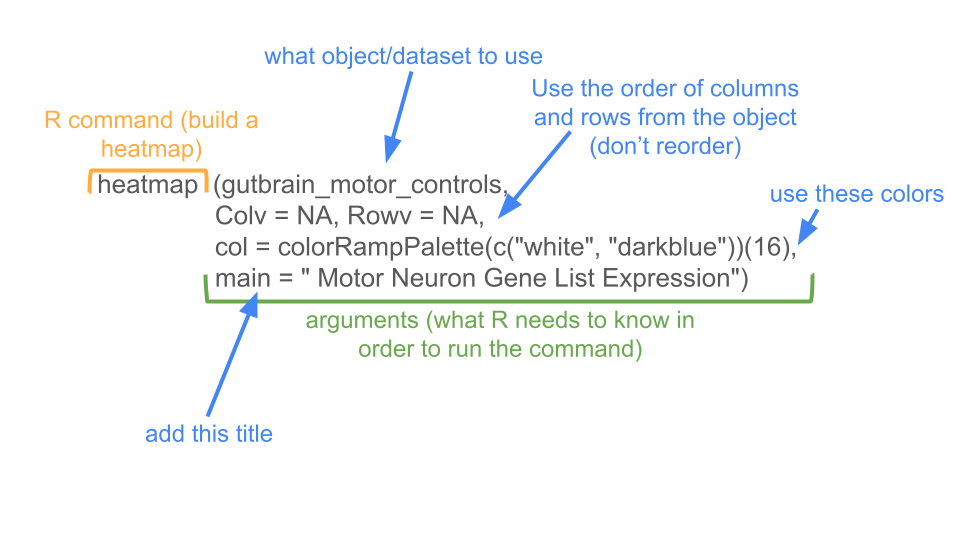 what object/dataset to use
Use the order of columns
and rows from the object
(don’t reorder)
R command (build a
heatmap)
use these colors
heatmap (gutbrain_motor_controls,
Colv = NA, Rowv = NA,
col = colorRampPalette(c("white", "darkblue"))(16),
main = " Motor Neuron Gene List Expression")
arguments (what R needs to know in
order to run the command)
add this title